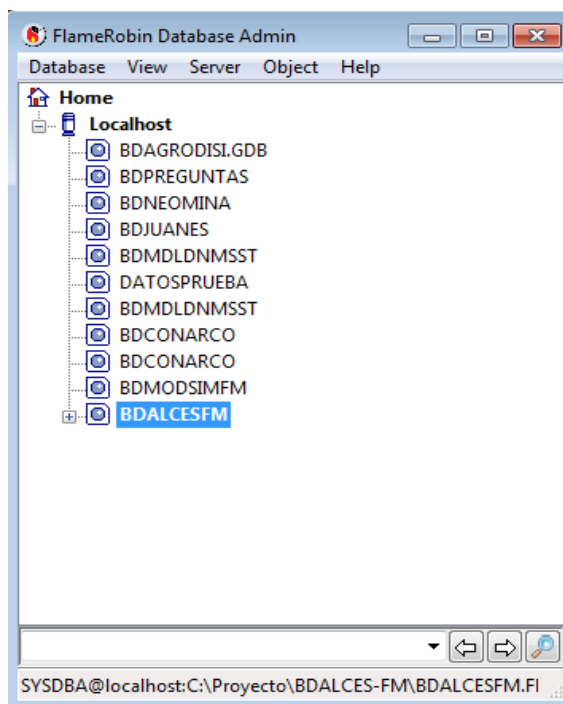 FlameRobin Database Admin
Database View Server Object Help
Home
Localhost
BDAGRODISI.GDB
BDPREGUNTAS
BDNEOMINA
BDJUANES
BDMDLDNMSST
DATOSPRUEBA
BDMDLDNMSST
BDCONARCO
BDCONARCO
BDMODSIMFM
BDALCESFM
SYSDBA@localhost:C:\Proyecto\BDALCES-FM\BDALCESFM.FI